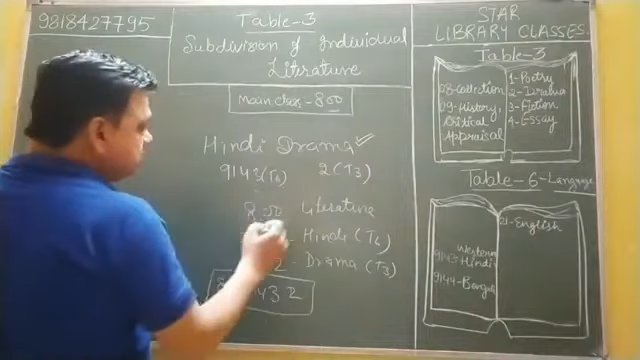 9818427795
Table-3
Subdivision of Individual
Literature
main class - 800
Hindi Drama ✓
9143(T6) 2(T3)
Literature
Hindi (T6)
2 - Drama (T3)
432
STAR
LIBRARY CLASSES.
Table-3
08-collection
09-History,
Critical
Appraisal
1-Poetry
2-Drama
3-Fiction
4-Essay
Table-6-Language
Western
9143-Hindi
9144-Bengali
21-English